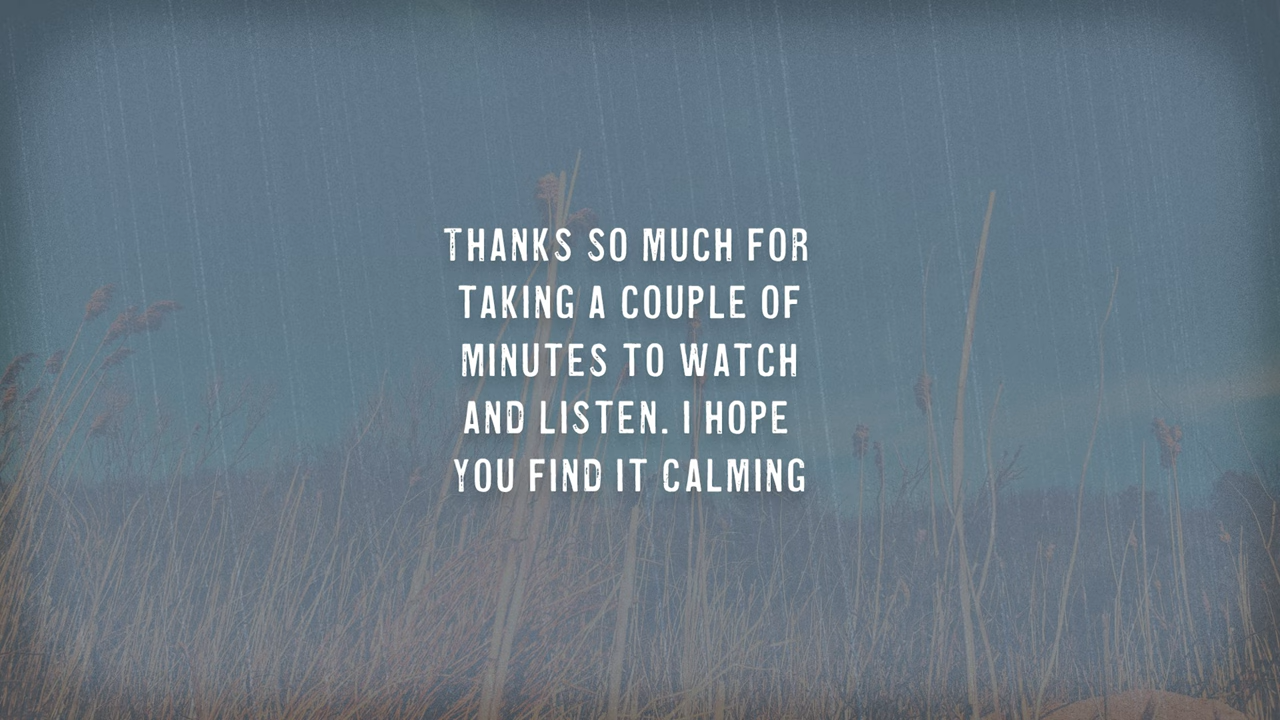 THANKS SO MUCH FOR
TAKING A COUPLE OF
MINUTES TO WATCH
AND LISTEN. I HOPE
YOU FIND IT CALMING